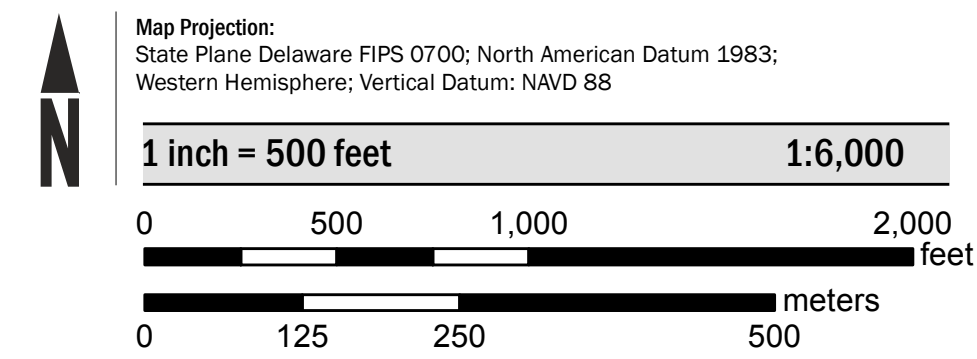 N
Map Projection:
State Plane Delaware FIPS 0700; North American Datum 1983;
Western Hemisphere; Vertical Datum: NAVD 88
1 inch = 500 feet 1:6,000
0 500 1,000 2,000
feet
meters
0 125 250 500